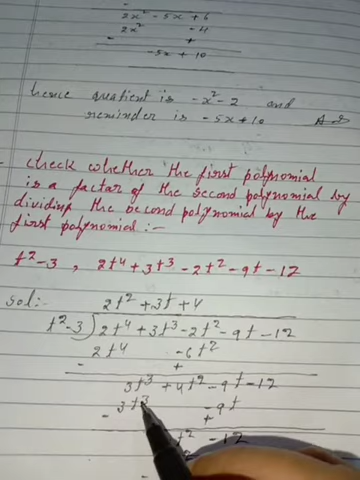 -
2x² - 5x + 6
2x² - 4
- +
-5x + 10
hence quotient is -x² - 2 and
reminder is -5x + 10 Ans
check whether the first polynomial
is a factor of the second polynomial by
dividing the second polynomial by the
first polynomial :-
t² - 3 , 2t⁴ + 3t³ - 2t² - 9t - 12
Sol:- 2t² + 3t + 4
t² - 3) 2t⁴ + 3t³ - 2t² - 9t - 12
2t⁴ - 6t²
- +
3t³ + 4t² - 9t - 12
3t³ - 9t
- +
t² - 12